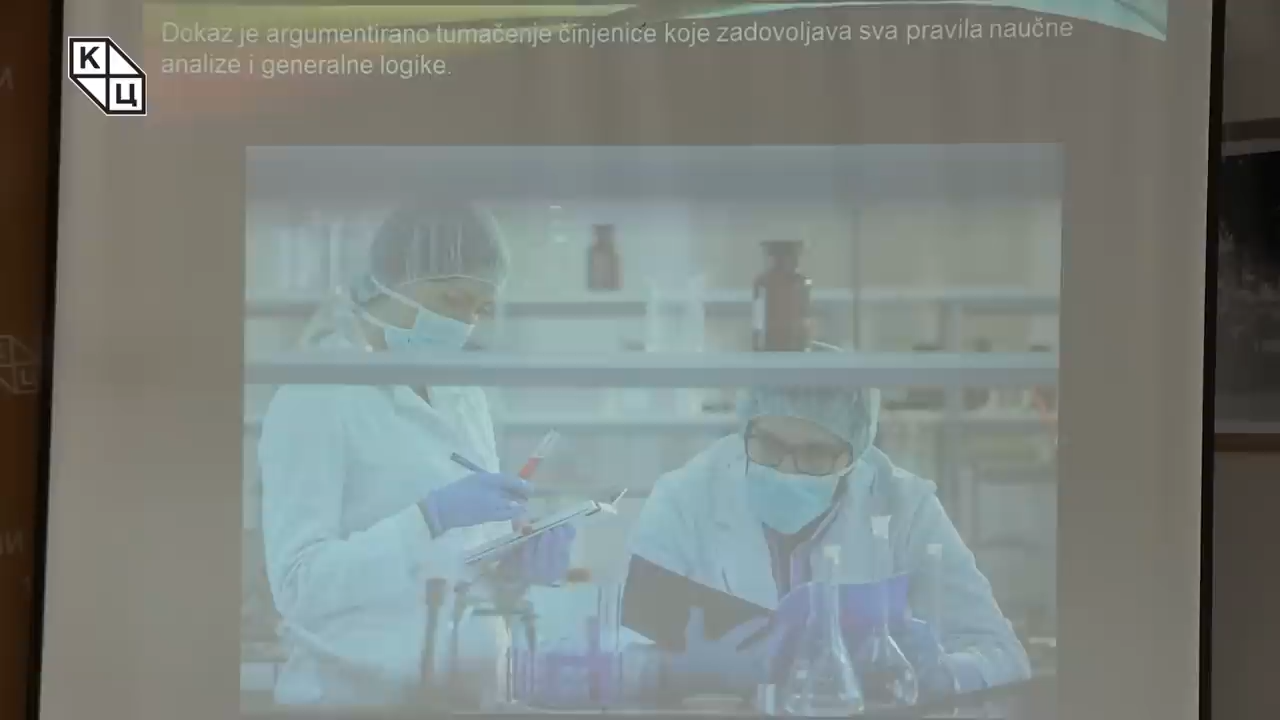 Dokaz je argumentirano tumačenje činjenice koje zadovoljava sva pravila naučne
analize i generalne logike.
К
Ц